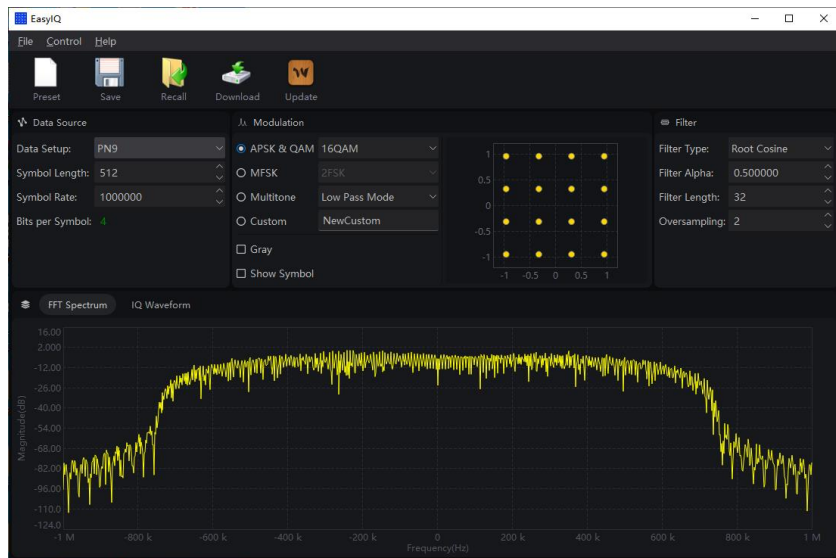 EasyIQ
File Control Help
Preset Save Recall Download Update
Data Source
Data Setup: PN9
Symbol Length: 512
Symbol Rate: 1000000
Bits per Symbol: 4
Modulation
APSK & QAM 16QAM
MFSK 2FSK
Multitone Low Pass Mode
Custom NewCustom
Gray
Show Symbol
1
0.5
0
-0.5
-1
-1 -0.5 0 0.5 1
Filter
Filter Type: Root Cosine
Filter Alpha: 0.500000
Filter Length: 32
Oversampling: 2
FFT Spectrum IQ Waveform
Magnitude(dB)
16.00
2.000
-12.00
-26.00
-40.00
-54.00
-68.00
-82.00
-96.00
-110.0
-124.0
-1 M -800 k -600 k -400 k -200 k 0 200 k 400 k 600 k 800 k 1 M
Frequency(Hz)